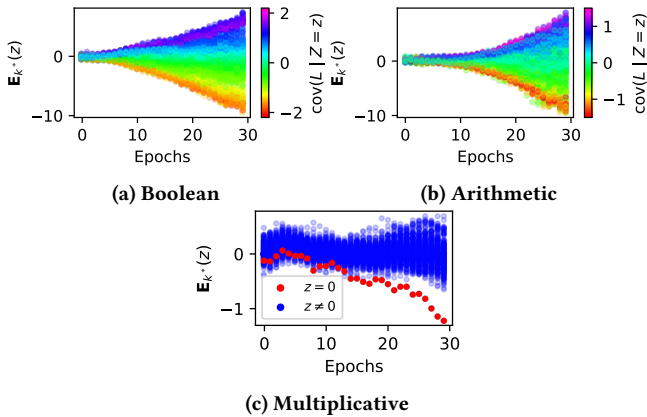 0
−10
E_{k*}(z)
0 10 20 30
Epochs
2
0
−2
cov(L | Z = z)
(a) Boolean
0
−10
E_{k*}(z)
0 10 20 30
Epochs
1
0
−1
cov(L | Z = z)
(b) Arithmetic
0
−1
E_{k*}(z)
z = 0
z ≠ 0
0 10 20 30
Epochs
(c) Multiplicative